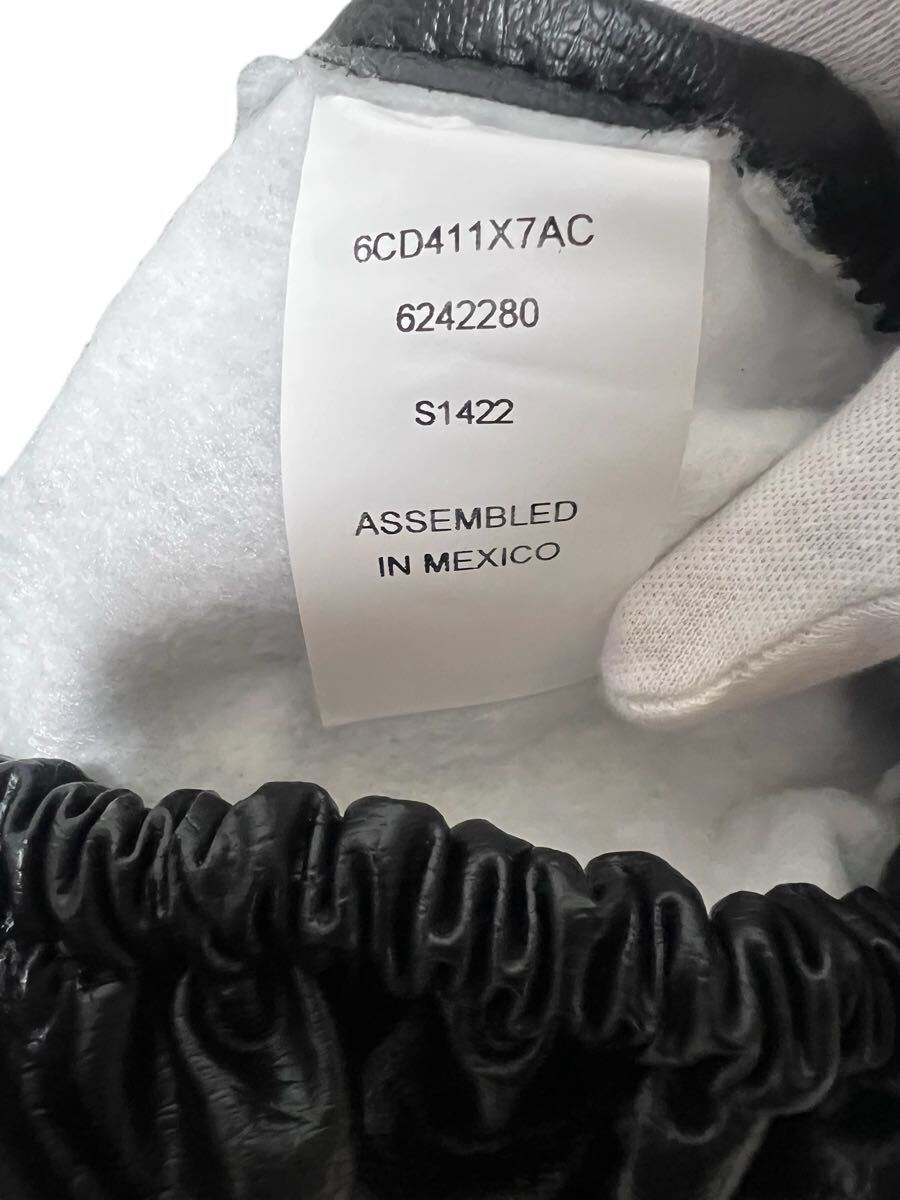 6CD411X7AC
6242280
S1422
ASSEMBLED
IN MEXICO